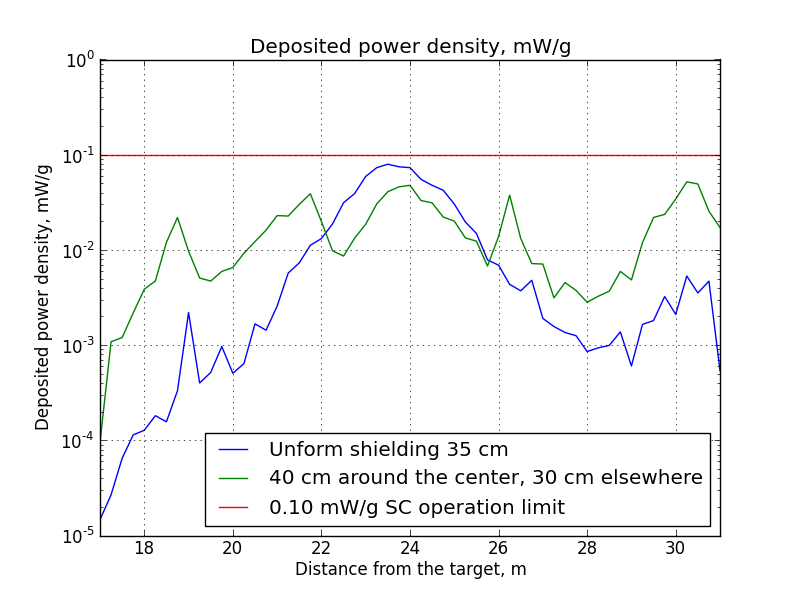 Deposited power density, mW/g
Deposited power density, mW/g
10^0
10^-1
10^-2
10^-3
10^-4
10^-5
Unform shielding 35 cm
40 cm around the center, 30 cm elsewhere
0.10 mW/g SC operation limit
18 20 22 24 26 28 30
Distance from the target, m